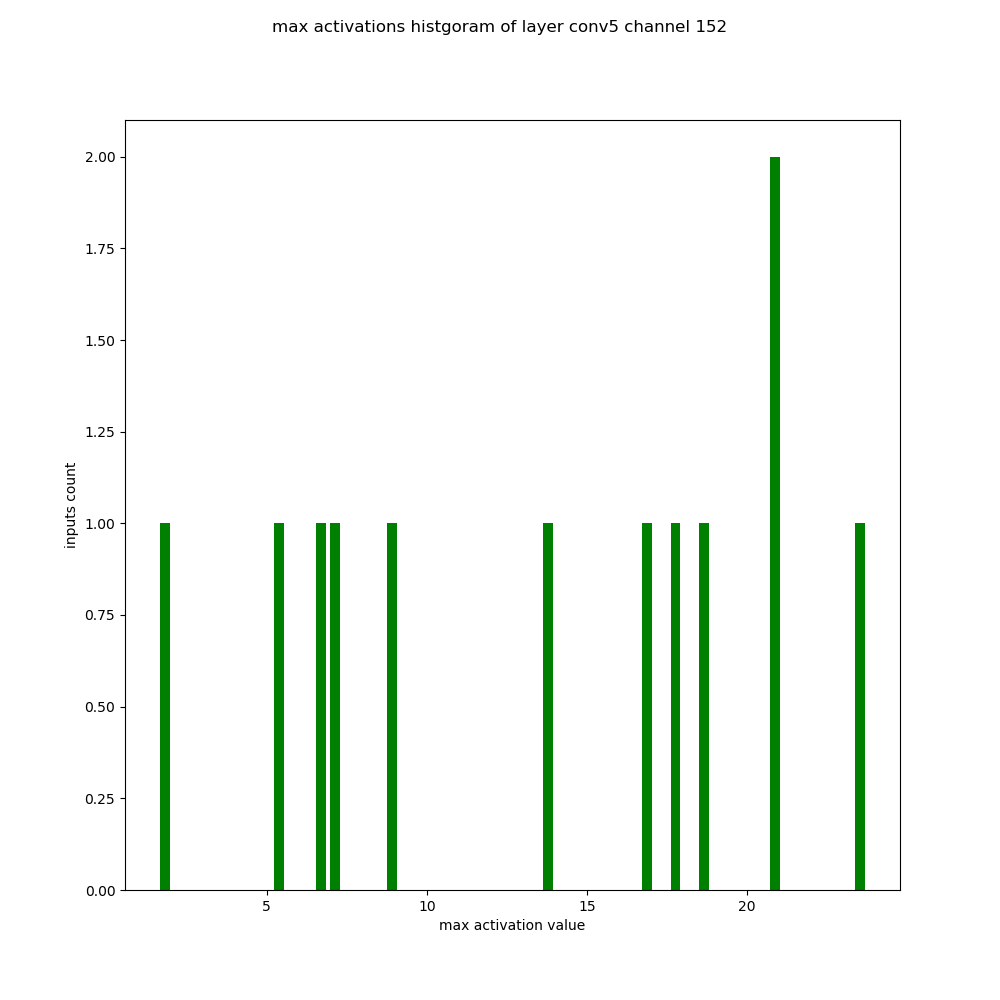 max activations histgoram of layer conv5 channel 152
2.00
1.75
1.50
1.25
1.00
0.75
0.50
0.25
0.00
inputs count
5 10 15 20
max activation value